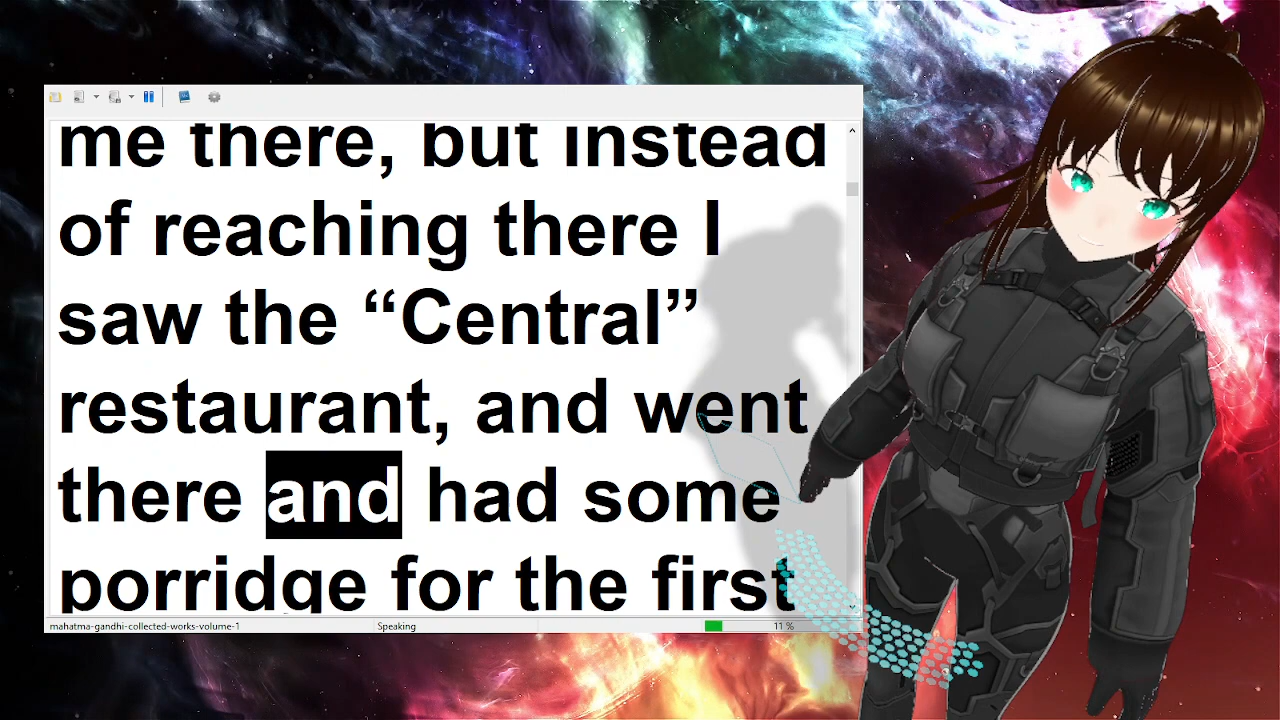 me there, but instead
of reaching there I
saw the “Central”
restaurant, and went
there and had some
porridge for the first
mahatma-gandhi-collected-works-volume-1 Speaking 11 %